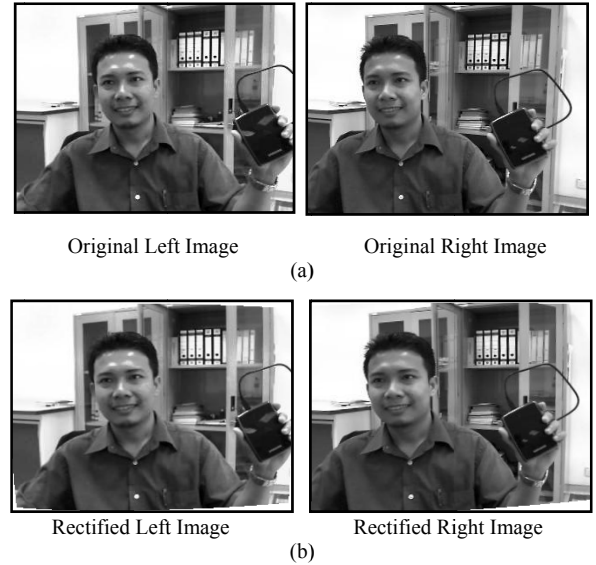 Original Left Image
Original Right Image
(a)
Rectified Left Image
Rectified Right Image
(b)